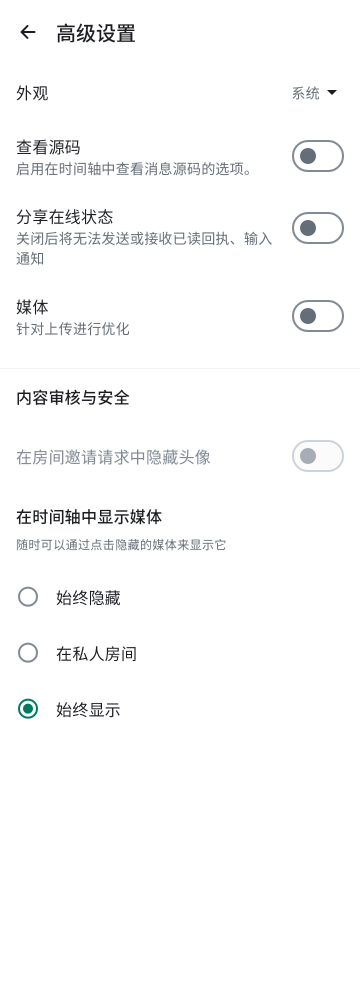 高级设置
外观
系统
查看源码
启用在时间轴中查看消息源码的选项。
分享在线状态
关闭后将无法发送或接收已读回执、输入
通知
媒体
针对上传进行优化
内容审核与安全
在房间邀请请求中隐藏头像
在时间轴中显示媒体
随时可以通过点击隐藏的媒体来显示它
始终隐藏
在私人房间
始终显示